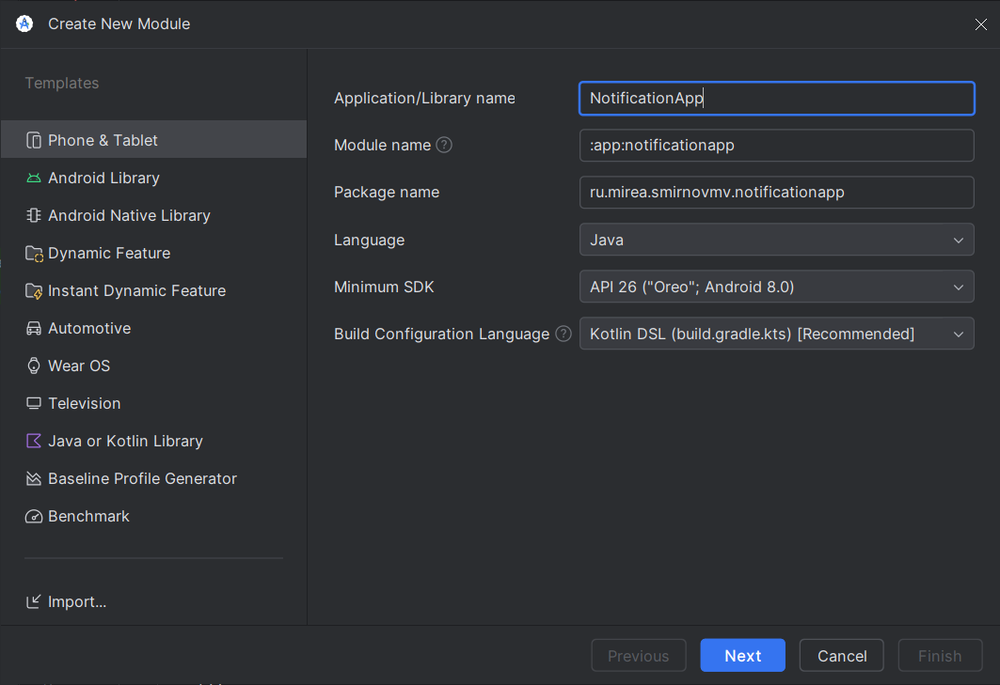 Create New Module
Templates
Phone & Tablet
Android Library
Android Native Library
Dynamic Feature
Instant Dynamic Feature
Automotive
Wear OS
Television
Java or Kotlin Library
Baseline Profile Generator
Benchmark
Import...
Application/Library name
NotificationApp
Module name ?
:app:notificationapp
Package name
ru.mirea.smirnovmv.notificationapp
Language
Java
Minimum SDK
API 26 ("Oreo"; Android 8.0)
Build Configuration Language ?
Kotlin DSL (build.gradle.kts) [Recommended]
Previous
Next
Cancel
Finish